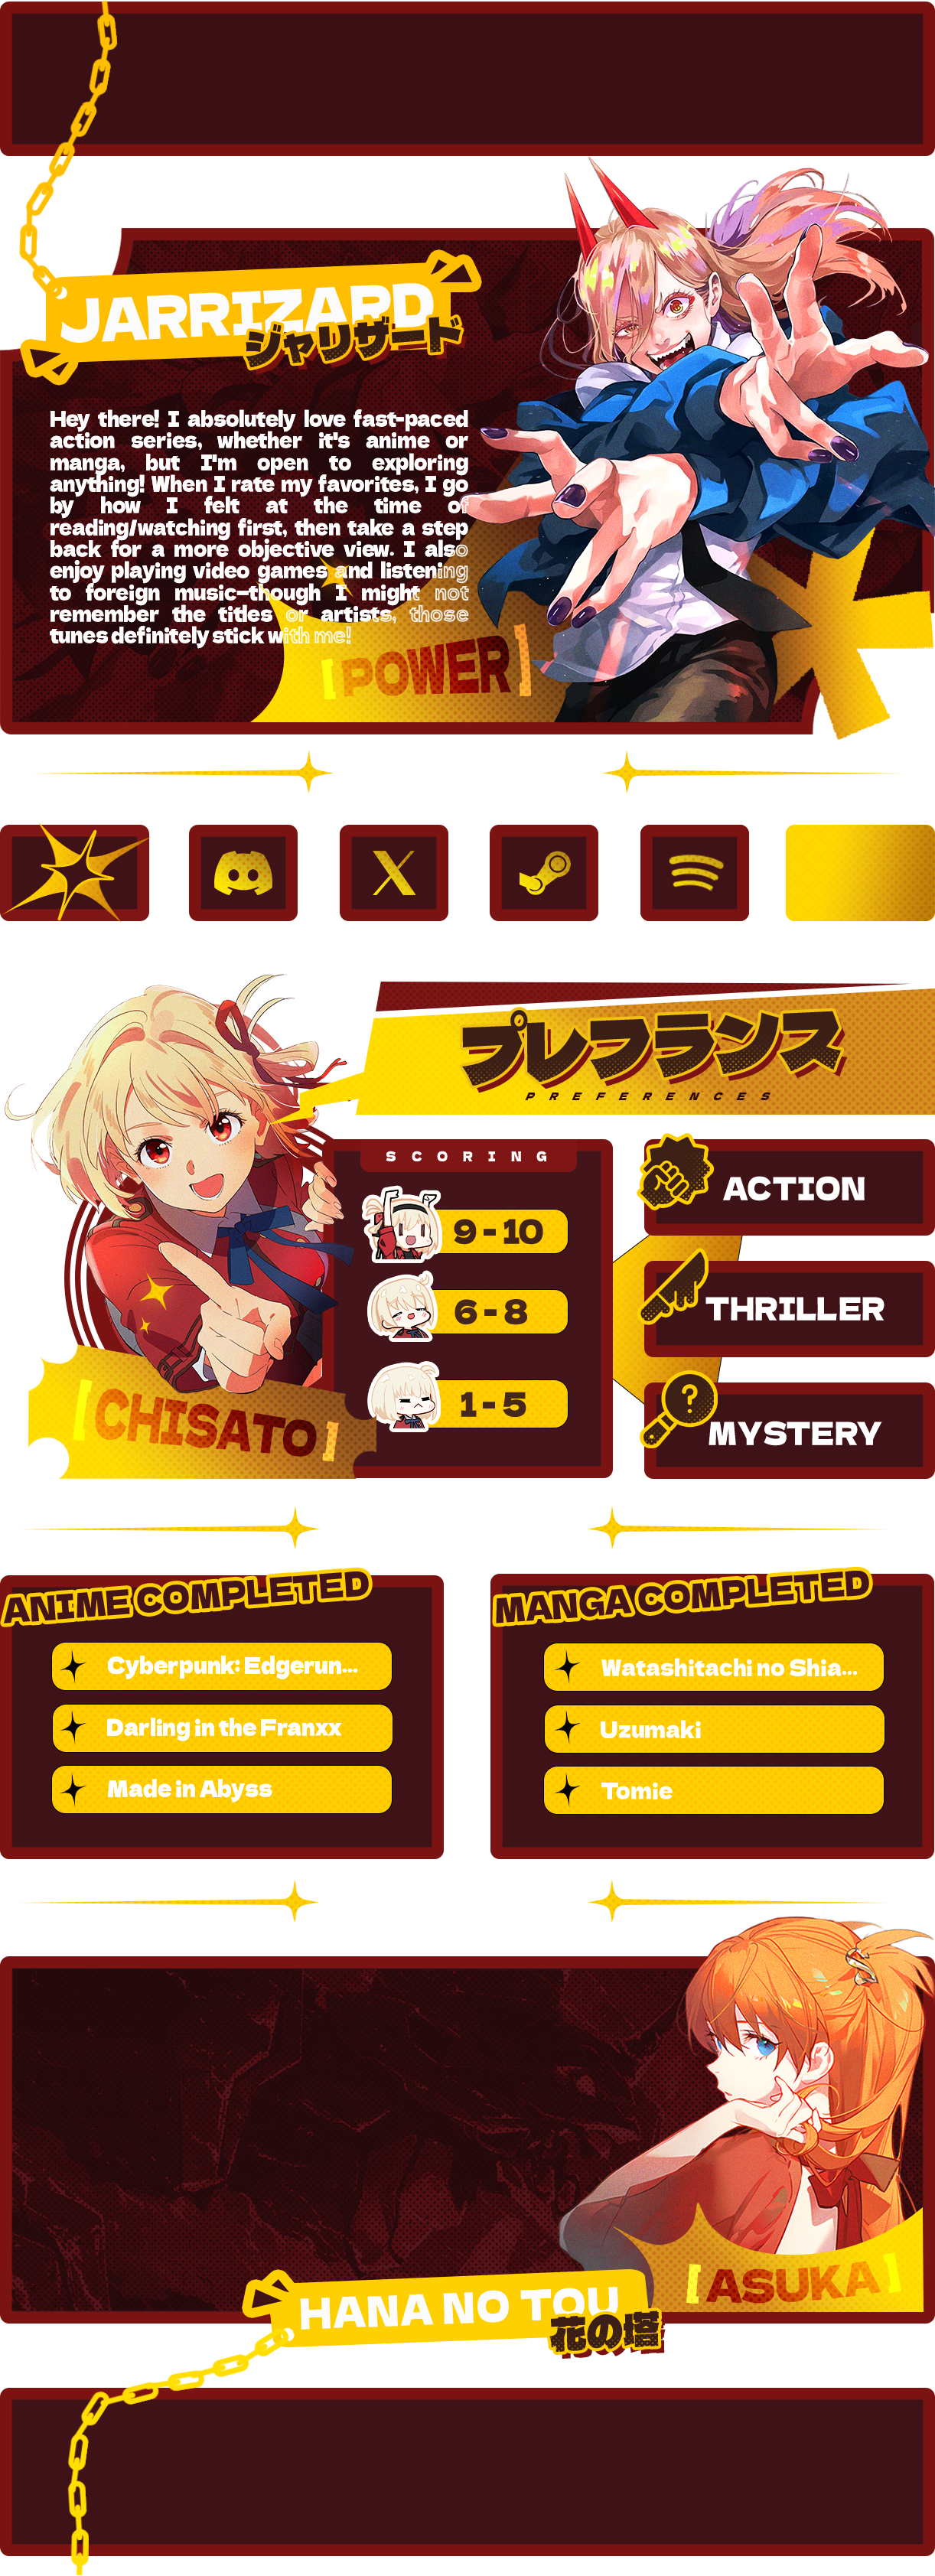 JARRIZARD
ジャリザード
Hey there! I absolutely love fast-paced
action series, whether it's anime or
manga, but I'm open to exploring
anything! When I rate my favorites, I go
by how I felt at the time of
reading/watching first, then take a step
back for a more objective view. I also
enjoy playing video games and listening
to foreign music—though I might not
remember the titles or artists, those
tunes definitely stick with me!
[POWER]
X
プレフランス
PREFERENCES
SCORING
9-10
6-8
1-5
ACTION
THRILLER
?
MYSTERY
[CHISATO]
ANIME COMPLETED
Cyberpunk: Edgerun...
Darling in the Franxx
Made in Abyss
MANGA COMPLETED
Watashitachi no Shia...
Uzumaki
Tomie
[ASUKA]
HANA NO TOU
花の塔